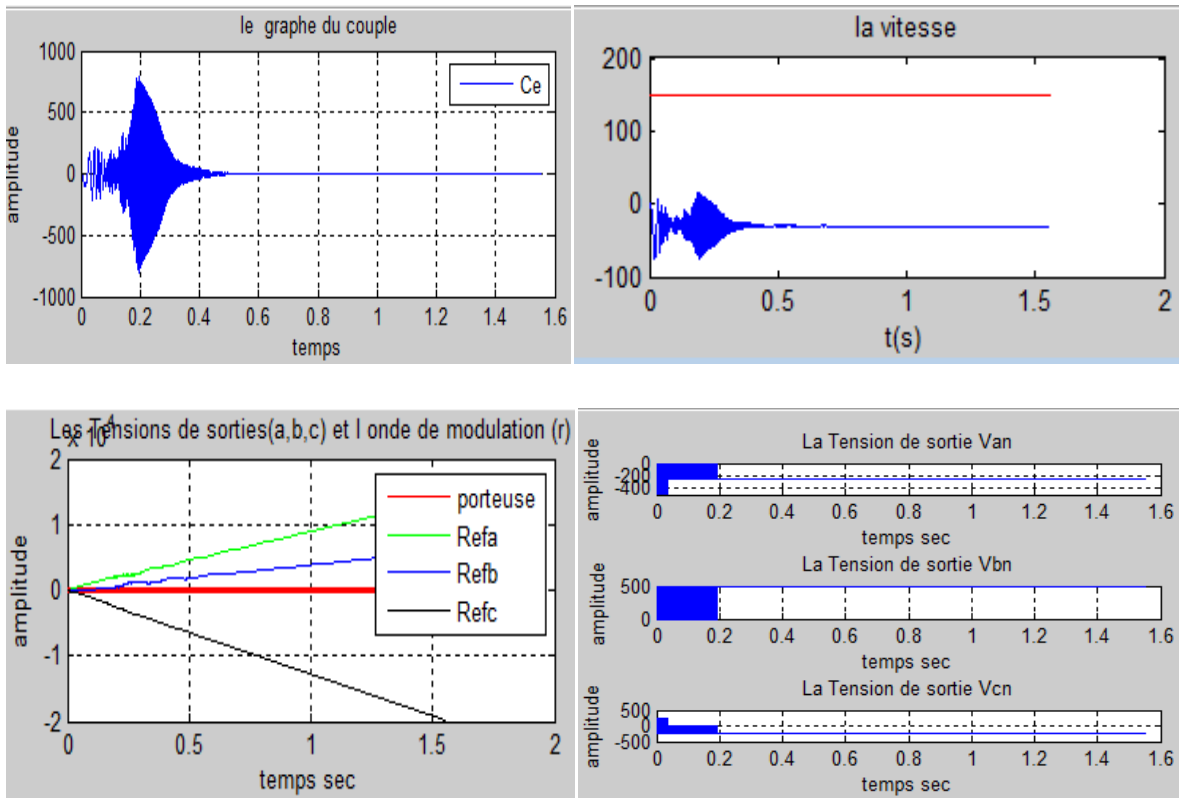 le graphe du couple
1000
500
0
-500
-1000
amplitude
Ce
0 0.2 0.4 0.6 0.8 1 1.2 1.4 1.6
temps
la vitesse
200
100
0
-100
0 0.5 1 1.5 2
t(s)
Les Tensions de sorties(a,b,c) et l onde de modulation (r)
x 10^4
2
1
0
-1
-2
amplitude
porteuse
Refa
Refb
Refc
0 0.5 1 1.5 2
temps sec
La Tension de sortie Van
0
-200
-400
amplitude
0 0.2 0.4 0.6 0.8 1 1.2 1.4 1.6
temps sec
La Tension de sortie Vbn
500
0
amplitude
0 0.2 0.4 0.6 0.8 1 1.2 1.4 1.6
temps sec
La Tension de sortie Vcn
500
0
-500
amplitude
0 0.2 0.4 0.6 0.8 1 1.2 1.4 1.6
temps sec